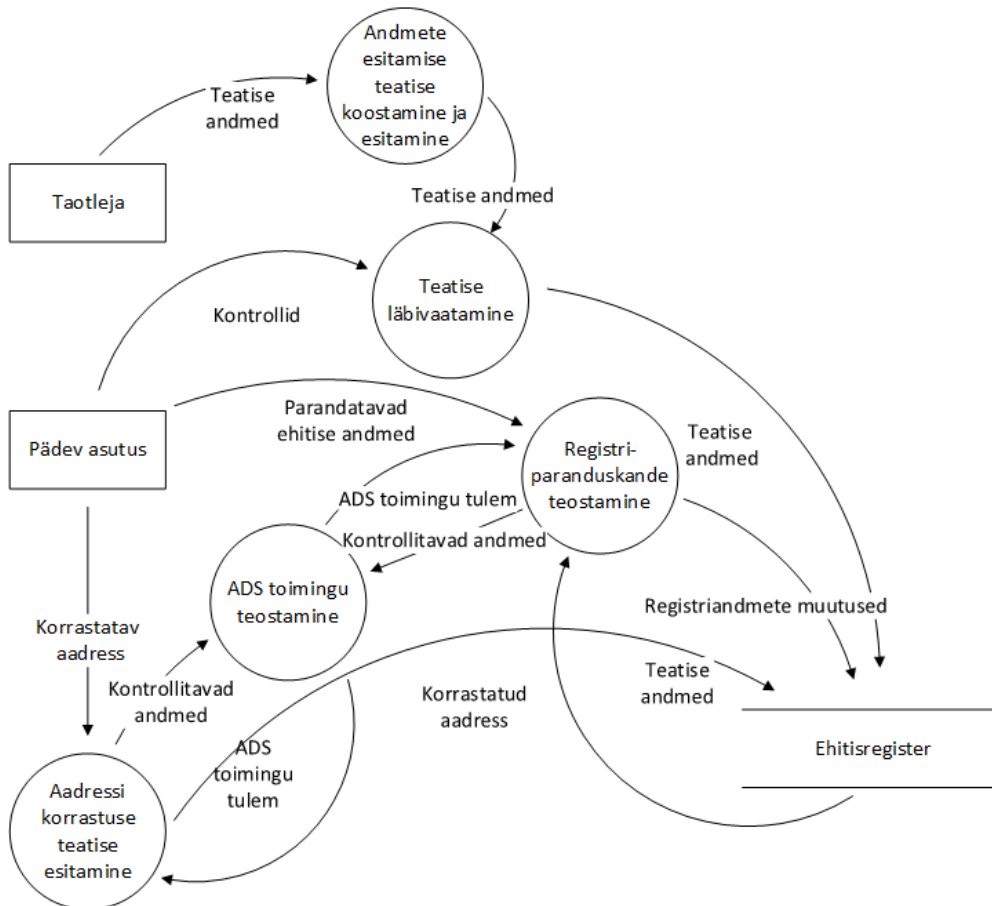 Andmete
esitamise
teatise
koostamine ja
esitamine
Teatise
andmed
Taotleja
Teatise andmed
Teatise
läbivaatamine
Kontrollid
Parandatavad
ehitise andmed
Pädev asutus
Registri-
paranduskande
teostamine
Teatise
andmed
ADS toimingu tulem
Kontrollitavad andmed
ADS toimingu
teostamine
Registriandmete muutused
Korrastatav
aadress
Kontrollitavad
andmed
Korrastatud
aadress
Teatise
andmed
ADS
toimingu
tulem
Ehitisregister
Aadressi
korrastuse
teatise
esitamine